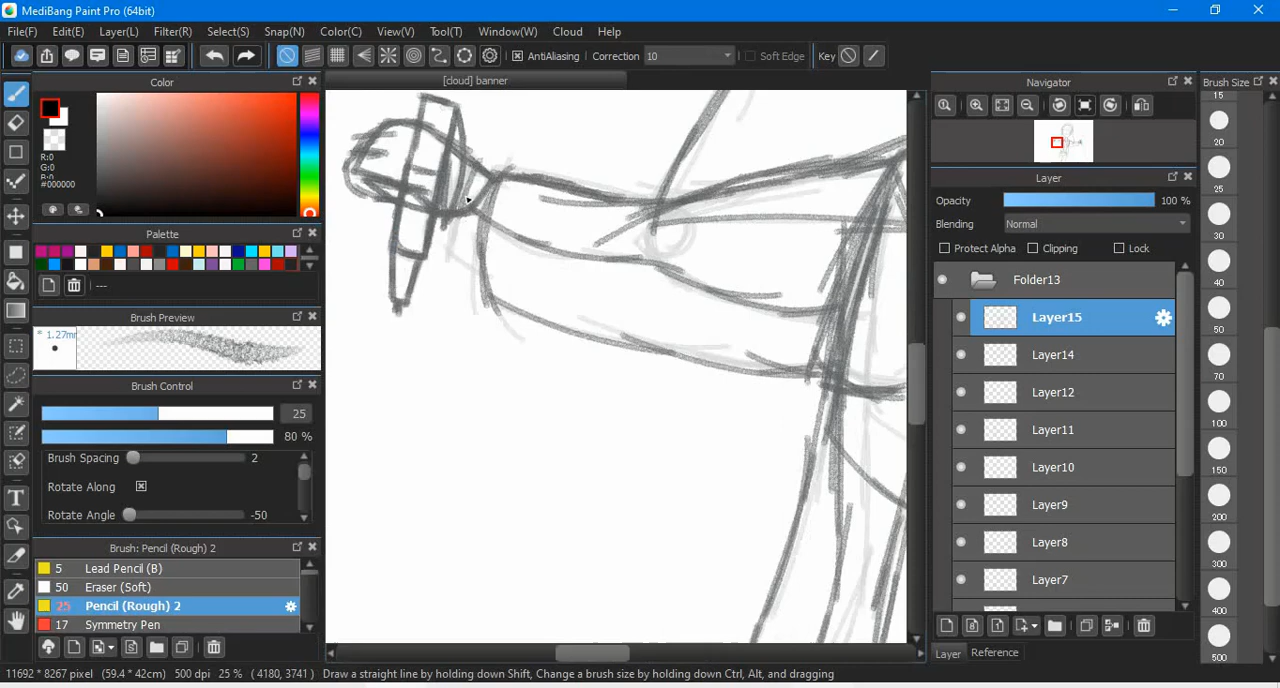 MediBang Paint Pro (64bit)
File(F) Edit(E) Layer(L) Filter(R) Select(S) Snap(N) Color(C) View(V) Tool(T) Window(W) Cloud Help
AntiAliasing Correction 10 Soft Edge Key
Color
R:0
G:0
B:0
#000000
Palette
---
Brush Preview
* 1.27mm
Brush Control
25
80 %
Brush Spacing 2
Rotate Along
Rotate Angle -50
Brush: Pencil (Rough) 2
5 Lead Pencil (B)
50 Eraser (Soft)
25 Pencil (Rough) 2
17 Symmetry Pen
[cloud] banner
Navigator
Layer
Opacity 100 %
Blending Normal
Protect Alpha Clipping Lock
Folder13
Layer15
Layer14
Layer12
Layer11
Layer10
Layer9
Layer8
Layer7
Layer Reference
Brush Size
15
20
25
30
40
50
70
100
150
200
300
400
500
11692 * 8267 pixel (59.4 * 42cm) 500 dpi 25 % ( 4180, 3741 ) Draw a straight line by holding down Shift, Change a brush size by holding down Ctrl, Alt, and dragging